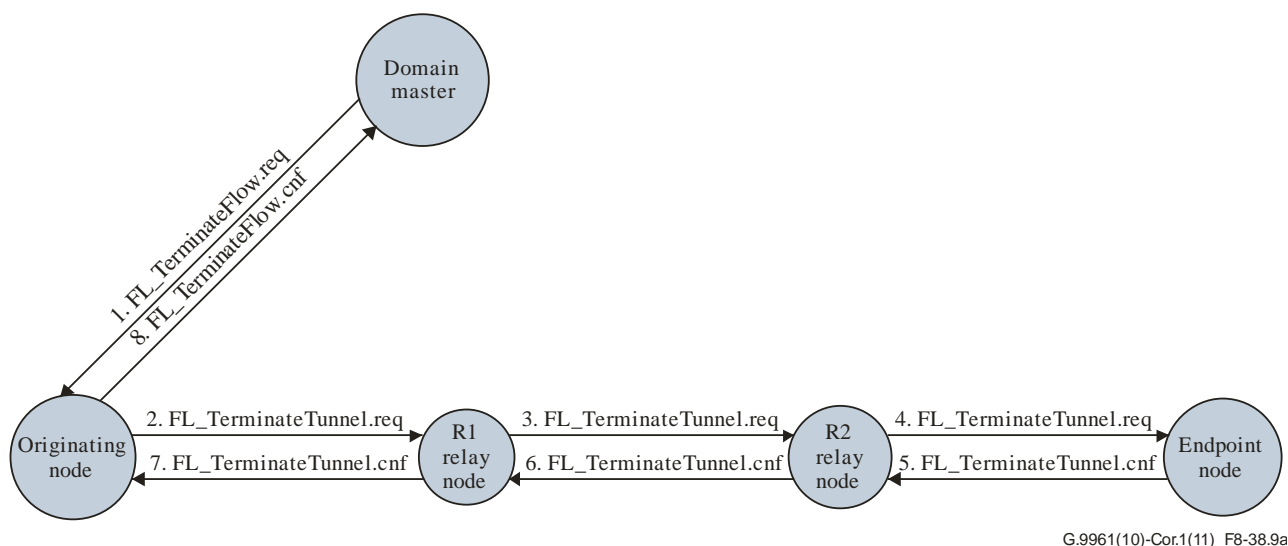 Domain
master
1. FL_TerminateFlow.req
8. FL_TerminateFlow.cnf
Originating
node
2. FL_TerminateTunnel.req
7. FL_TerminateTunnel.cnf
R1
relay
node
3. FL_TerminateTunnel.req
6. FL_TerminateTunnel.cnf
R2
relay
node
4. FL_TerminateTunnel.req
5. FL_TerminateTunnel.cnf
Endpoint
node
G.9961(10)-Cor.1(11) F8-38.9a